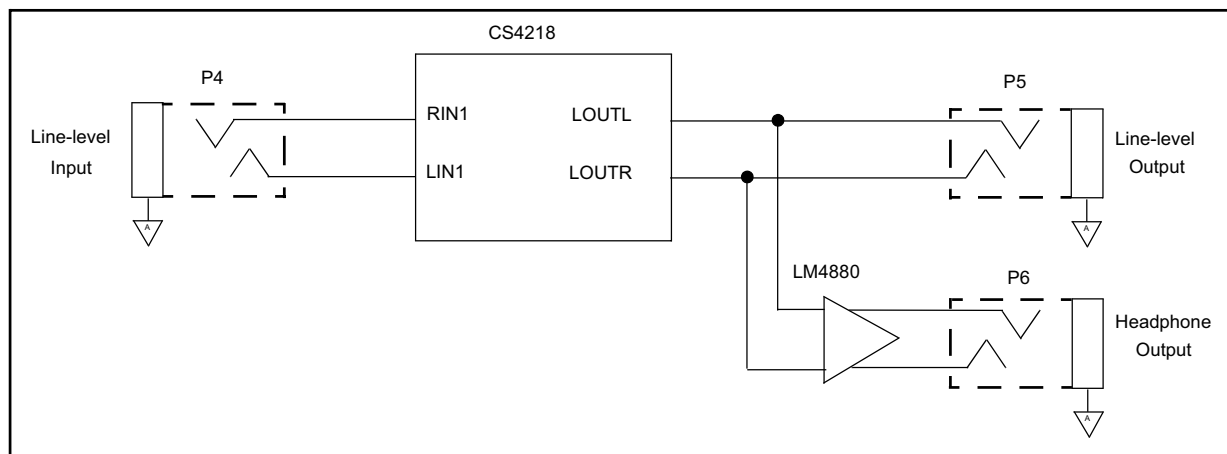 CS4218
P4
P5
RIN1
LOUTL
Line-level
Input
Line-level
Output
LIN1
LOUTR
A
A
LM4880
P6
Headphone
Output
A